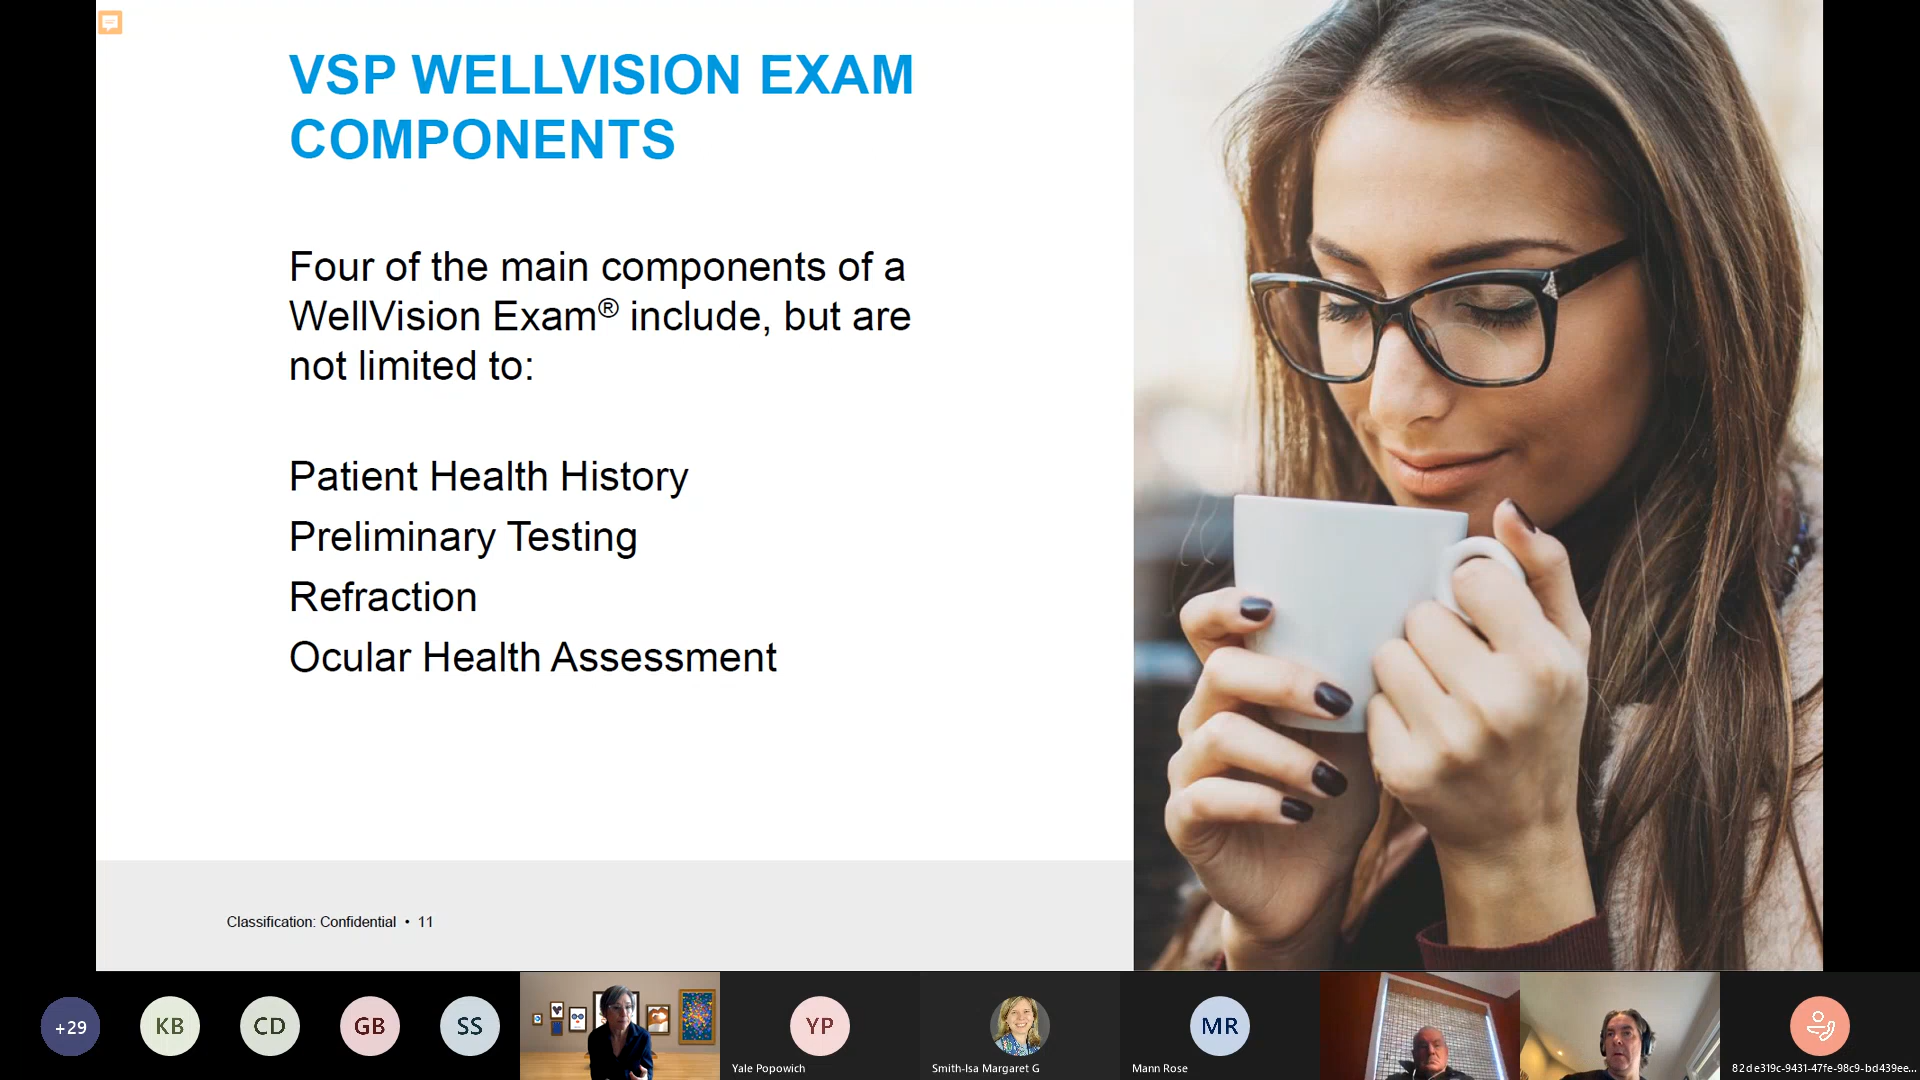 VSP WELLVISION EXAM
COMPONENTS
Four of the main components of a
WellVision Exam® include, but are
not limited to:
Patient Health History
Preliminary Testing
Refraction
Ocular Health Assessment
Classification: Confidential • 11
+29
KB
CD
GB
SS
YP
Yale Popowich
Smith-Isa Margaret G
MR
Mann Rose
82de319c-9431-47fe-98c9-bd439ee...